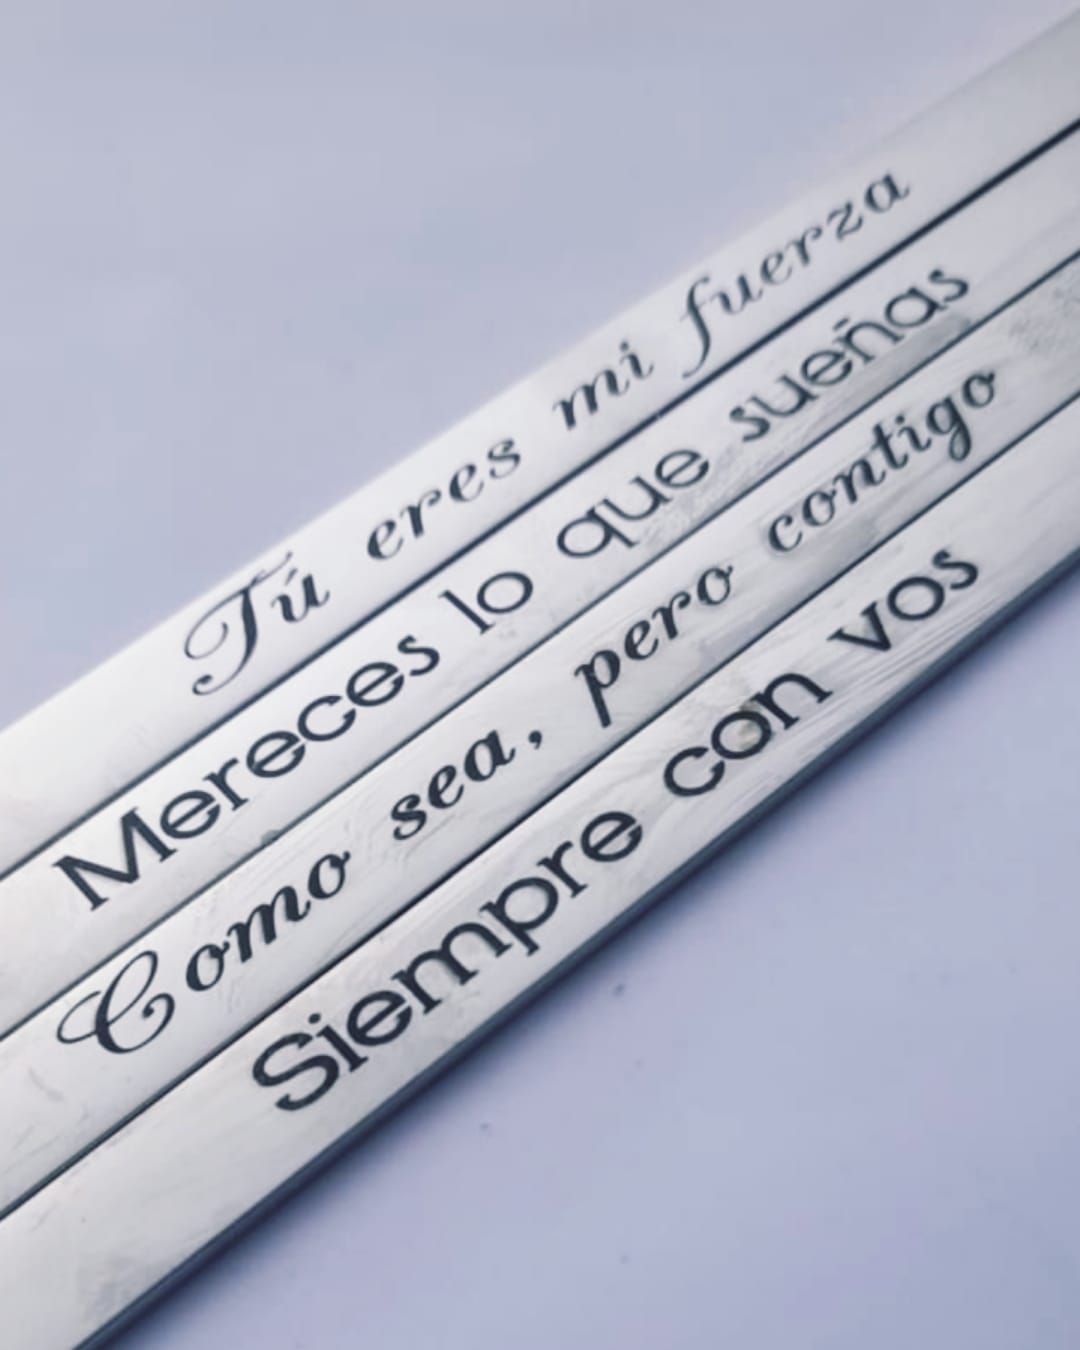 Tú eres mi fuerza
Mereces lo que sueñas
Como sea, pero contigo
Siempre con vos